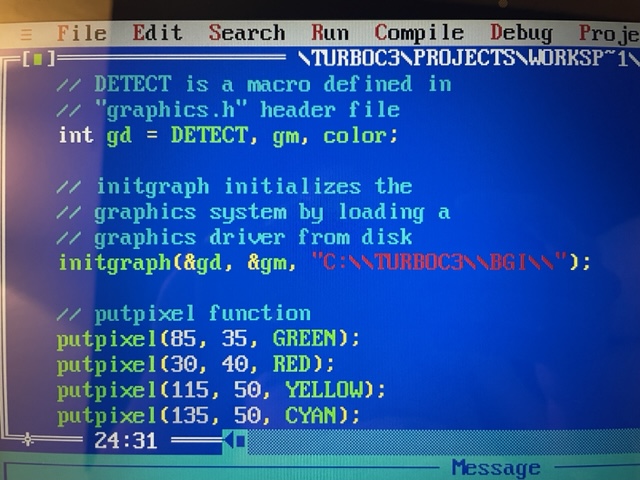 ≡ File Edit Search Run Compile Debug
[■] \TURBOC3\PROJECTS\WORKSP~1\
// DETECT is a macro defined in
// "graphics.h" header file
int gd = DETECT, gm, color;
// initgraph initializes the
// graphics system by loading a
// graphics driver from disk
initgraph(&gd, &gm, "C:\\TURBOC3\\BGI\\");
// putpixel function
putpixel(85, 35, GREEN);
putpixel(30, 40, RED);
putpixel(115, 50, YELLOW);
putpixel(135, 50, CYAN);
24:31
Message